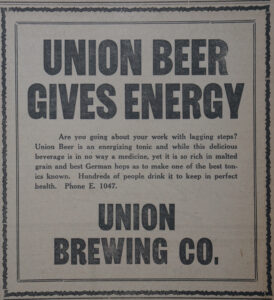 UNION BEER
GIVES ENERGY
Are you going about your work with lagging steps?
Union Beer is an energizing tonic and while this delicious
beverage is in no way a medicine, yet it is so rich in malted
grain and best German hops as to make one of the best ton-
ics known. Hundreds of people drink it to keep in perfect
health. Phone E. 1047.
UNION
BREWING CO.